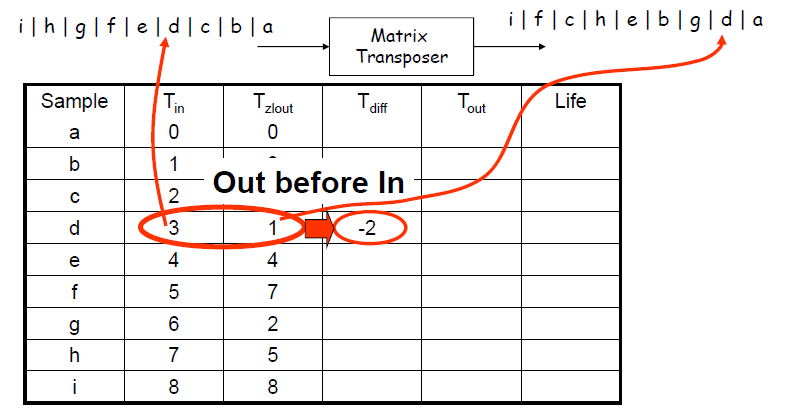 i | h | g | f | e | d | c | b | a
Matrix
Transposer
i | f | c | h | e | b | g | d | a
Sample Tin Tzlout Tdiff Tout Life
a 0 0
b 1
Out before In
c 2
d 3 1 -2
e 4 4
f 5 7
g 6 2
h 7 5
i 8 8